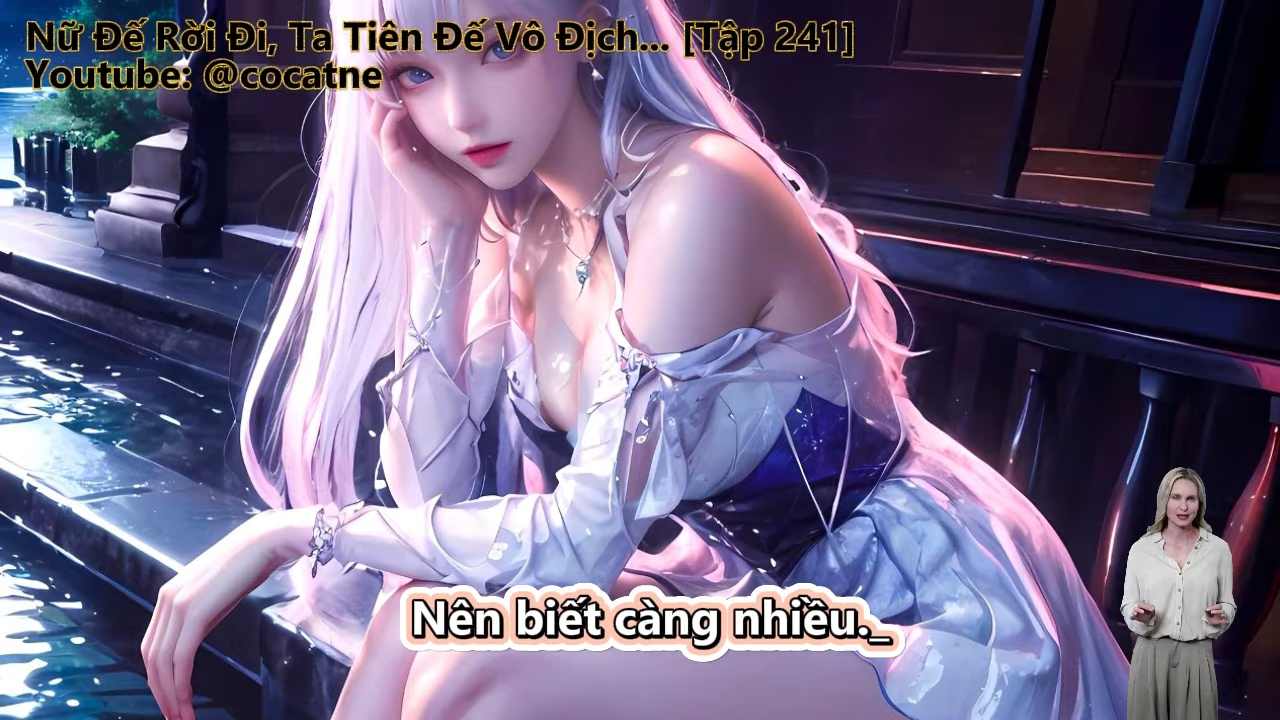 Nữ Đế Rời Đi, Ta Tiên Đế Vô Địch... [Tập 241]
Youtube: @cocatne
Nên biết càng nhiều._